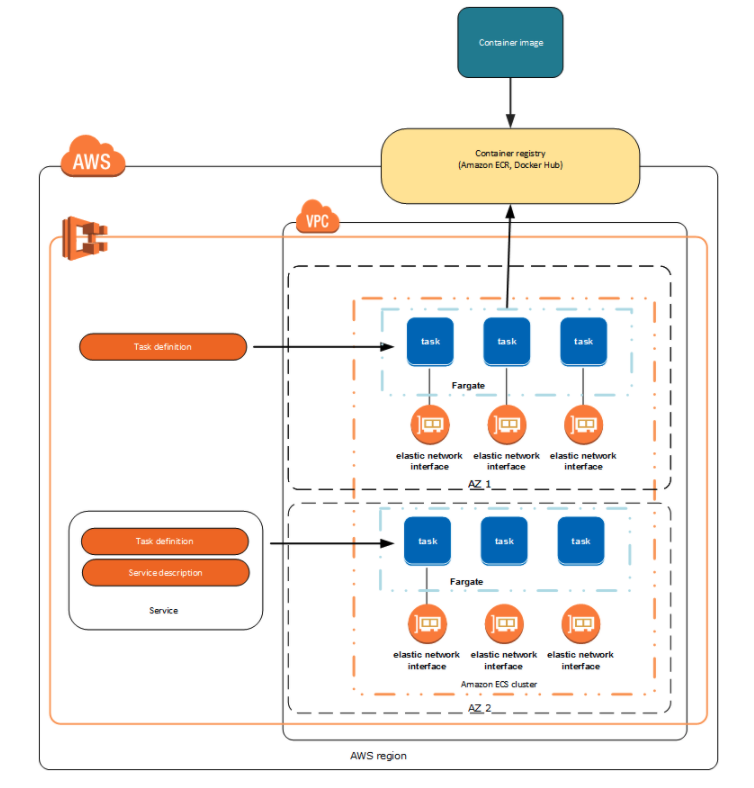 Container image
Container registry
(Amazon ECR, Docker Hub)
AWS
VPC
Task definition
task
task
task
Fargate
elastic network
interface
elastic network
interface
elastic network
interface
AZ 1
Task definition
Service description
Service
task
task
task
Fargate
elastic network
interface
elastic network
interface
elastic network
interface
Amazon ECS cluster
AZ 2
AWS region